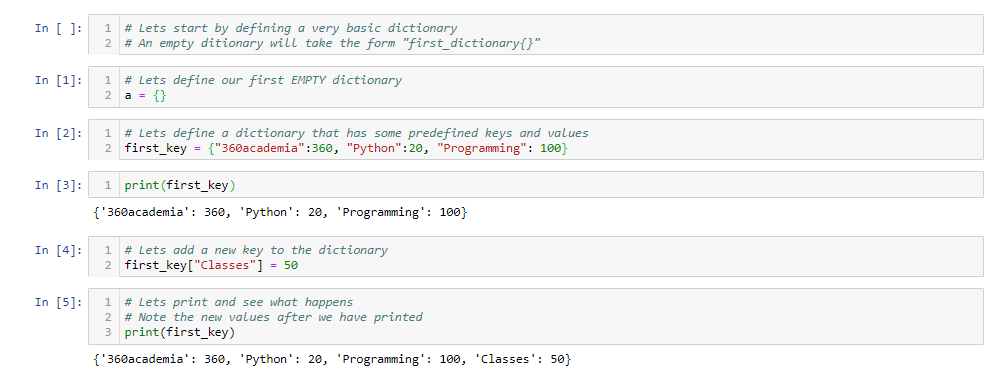 In [ ]: 1 # Lets start by defining a very basic dictionary
2 # An empty ditionary will take the form "first_dictionary{}"
In [1]: 1 # Lets define our first EMPTY dictionary
2 a = {}
In [2]: 1 # Lets define a dictionary that has some predefined keys and values
2 first_key = {"360academia":360, "Python":20, "Programming": 100}
In [3]: 1 print(first_key)
{'360academia': 360, 'Python': 20, 'Programming': 100}
In [4]: 1 # Lets add a new key to the dictionary
2 first_key["Classes"] = 50
In [5]: 1 # Lets print and see what happens
2 # Note the new values after we have printed
3 print(first_key)
{'360academia': 360, 'Python': 20, 'Programming': 100, 'Classes': 50}